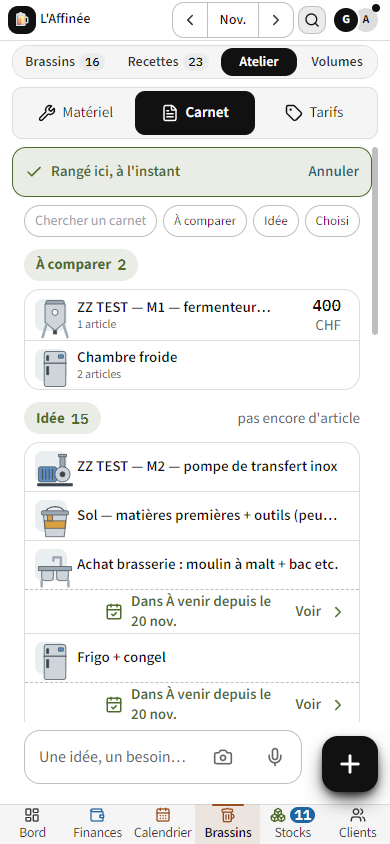 L'Affinée
Nov.
G A
Brassins 16 Recettes 23 Atelier Volumes
Matériel Carnet Tarifs
Rangé ici, à l'instant Annuler
Chercher un carnet À comparer Idée Choisi
À comparer 2
ZZ TEST — M1 — fermenteur… 400
1 article CHF
Chambre froide
2 articles
Idée 15 pas encore d'article
ZZ TEST — M2 — pompe de transfert inox
Sol — matières premières + outils (peu…
Achat brasserie : moulin à malt + bac etc.
Dans À venir depuis le
20 nov. Voir
Frigo + congel
Dans À venir depuis le
20 nov. Voir
Une idée, un besoin…
11
Bord Finances Calendrier Brassins Stocks Clients